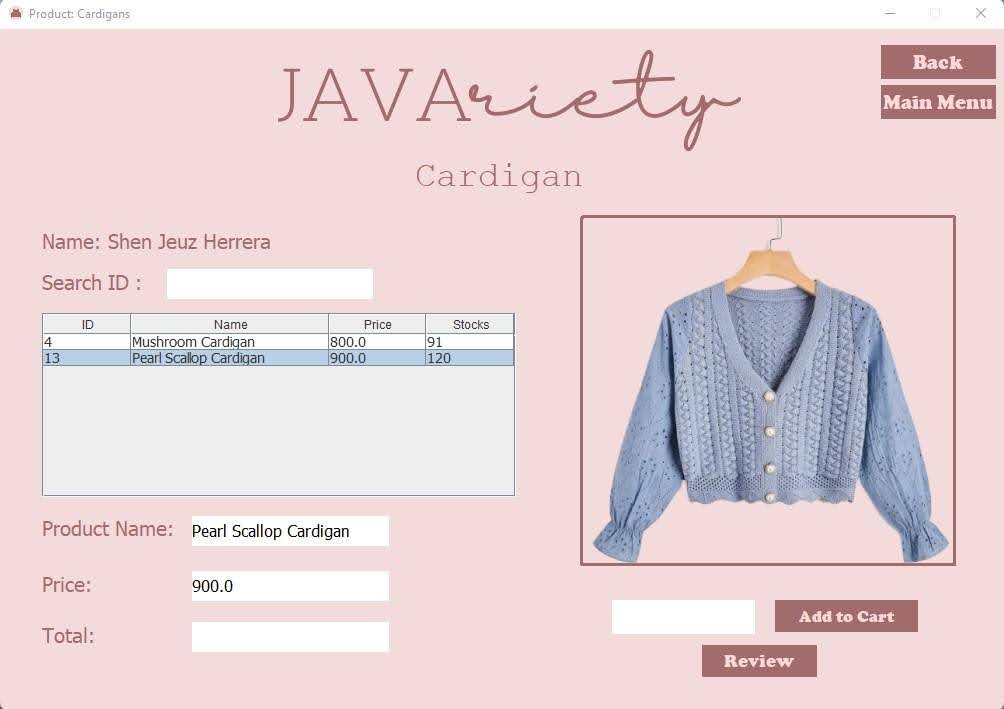 Product: Cardigans
Back
Main Menu
JAVAriety
Cardigan
Name: Shen Jeuz Herrera
Search ID :
ID Name Price Stocks
4 Mushroom Cardigan 800.0 91
13 Pearl Scallop Cardigan 900.0 120
Product Name: Pearl Scallop Cardigan
Price: 900.0
Total:
Add to Cart
Review